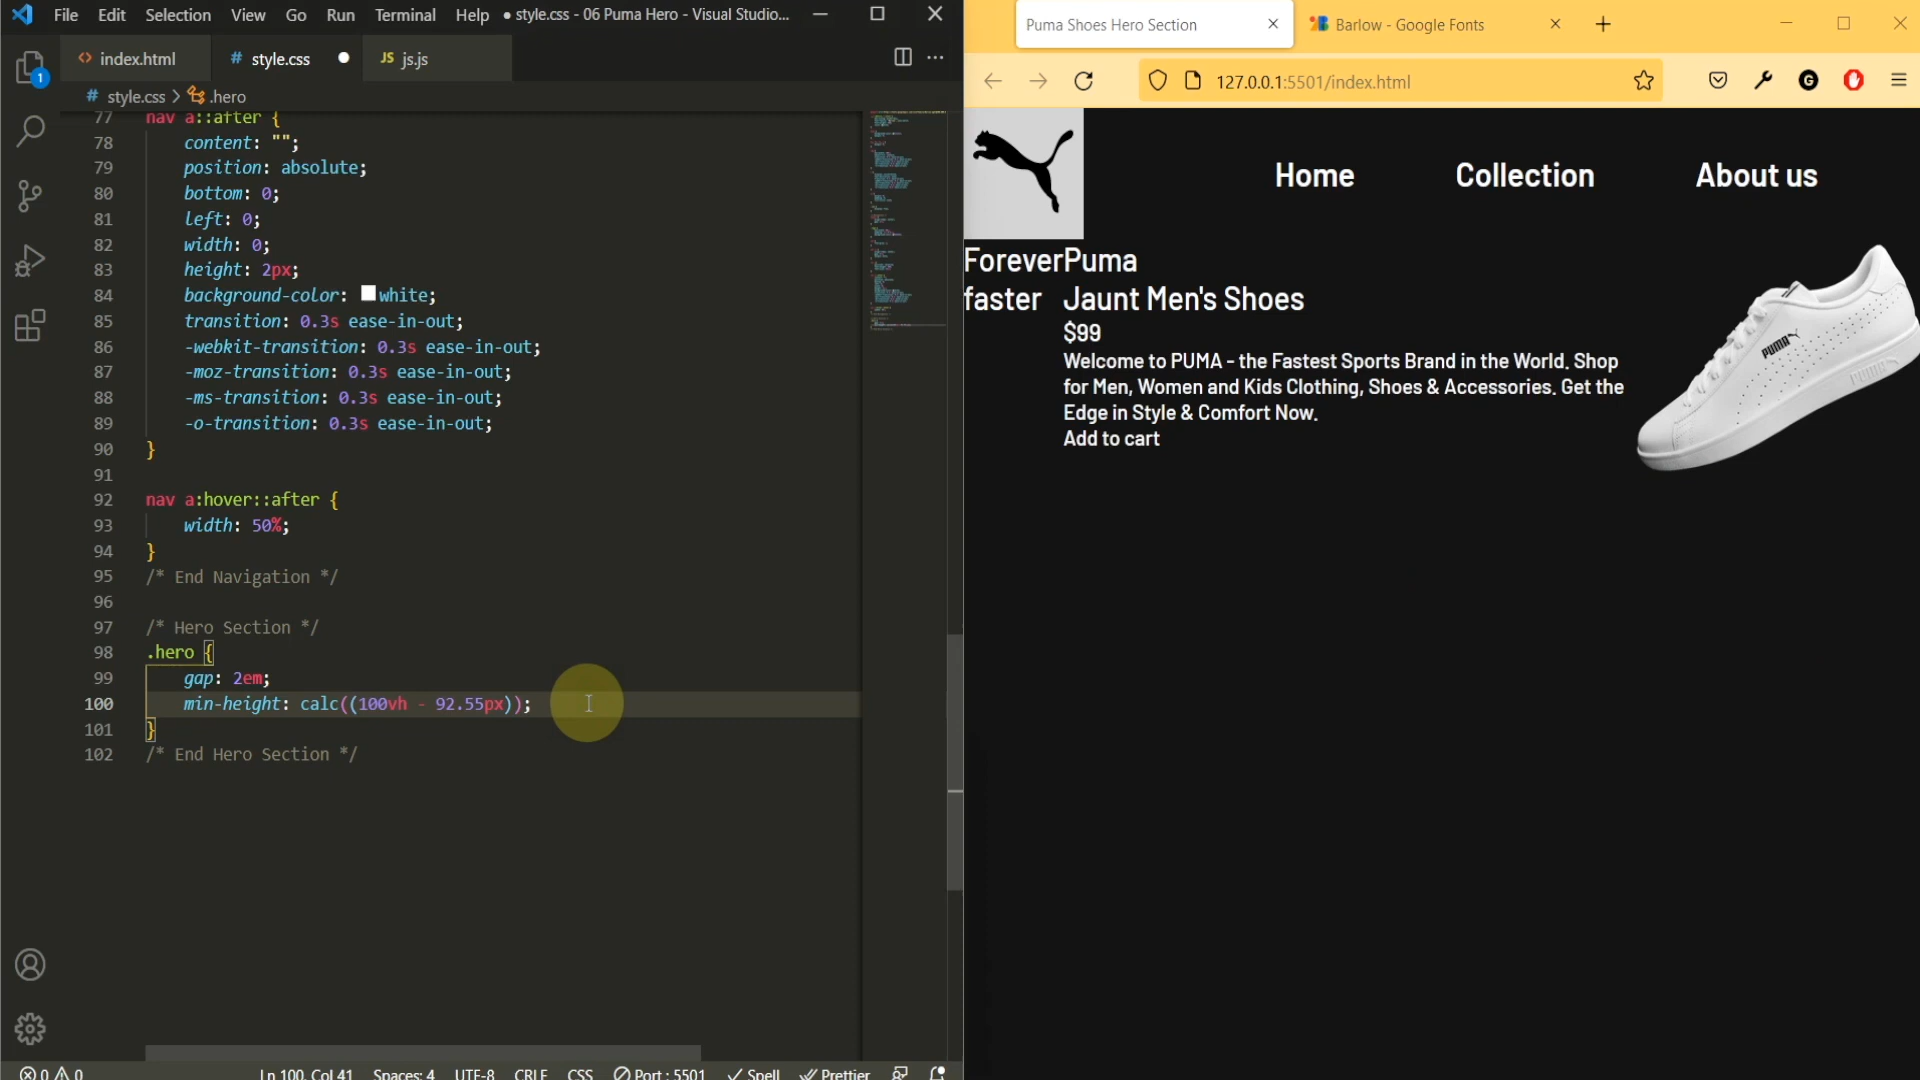 File Edit Selection View Go Run Terminal Help ● style.css - 06 Puma Hero - Visual Studio...
index.html # style.css ● JS js.js
1
# style.css > .hero
77 nav a::after {
78 content: "";
79 position: absolute;
80 bottom: 0;
81 left: 0;
82 width: 0;
83 height: 2px;
84 background-color: white;
85 transition: 0.3s ease-in-out;
86 -webkit-transition: 0.3s ease-in-out;
87 -moz-transition: 0.3s ease-in-out;
88 -ms-transition: 0.3s ease-in-out;
89 -o-transition: 0.3s ease-in-out;
90 }
91
92 nav a:hover::after {
93 width: 50%;
94 }
95 /* End Navigation */
96
97 /* Hero Section */
98 .hero {
99 gap: 2em;
100 min-height: calc((100vh - 92.55px));
101 }
102 /* End Hero Section */
0 0 Ln 100, Col 41 Spaces: 4 UTF-8 CRLF CSS Port : 5501 Spell Prettier
Puma Shoes Hero Section Barlow - Google Fonts
127.0.0.1:5501/index.html
Home Collection About us
Forever
faster
Puma
Jaunt Men's Shoes
$99
Welcome to PUMA - the Fastest Sports Brand in the World. Shop
for Men, Women and Kids Clothing, Shoes & Accessories. Get the
Edge in Style & Comfort Now.
Add to cart
PUMA